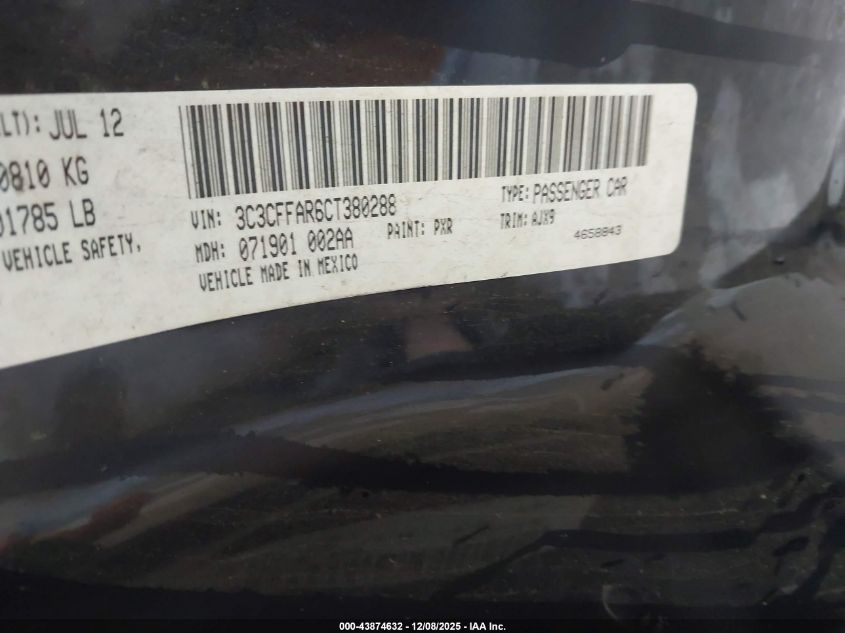 LT): JUL 12
0810 KG
01785 LB
VEHICLE SAFETY,
VIN: 3C3CFFAR6CT380288
TYPE: PASSENGER CAR
MDH: 071901 002AA
PAINT: PXR
TRIM: AJX9
4658843
VEHICLE MADE IN MEXICO
000-43874632 - 12/08/2025 - IAA Inc.